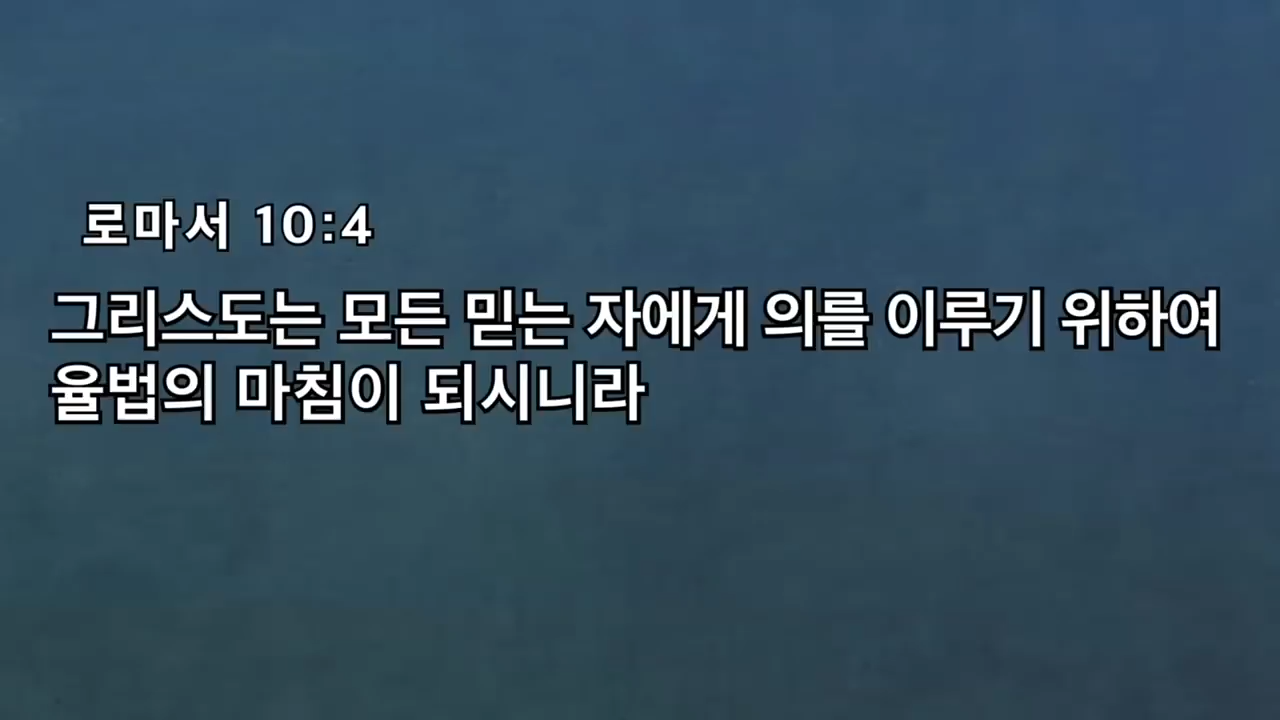 로마서 10:4
그리스도는 모든 믿는 자에게 의를 이루기 위하여
율법의 마침이 되시니라